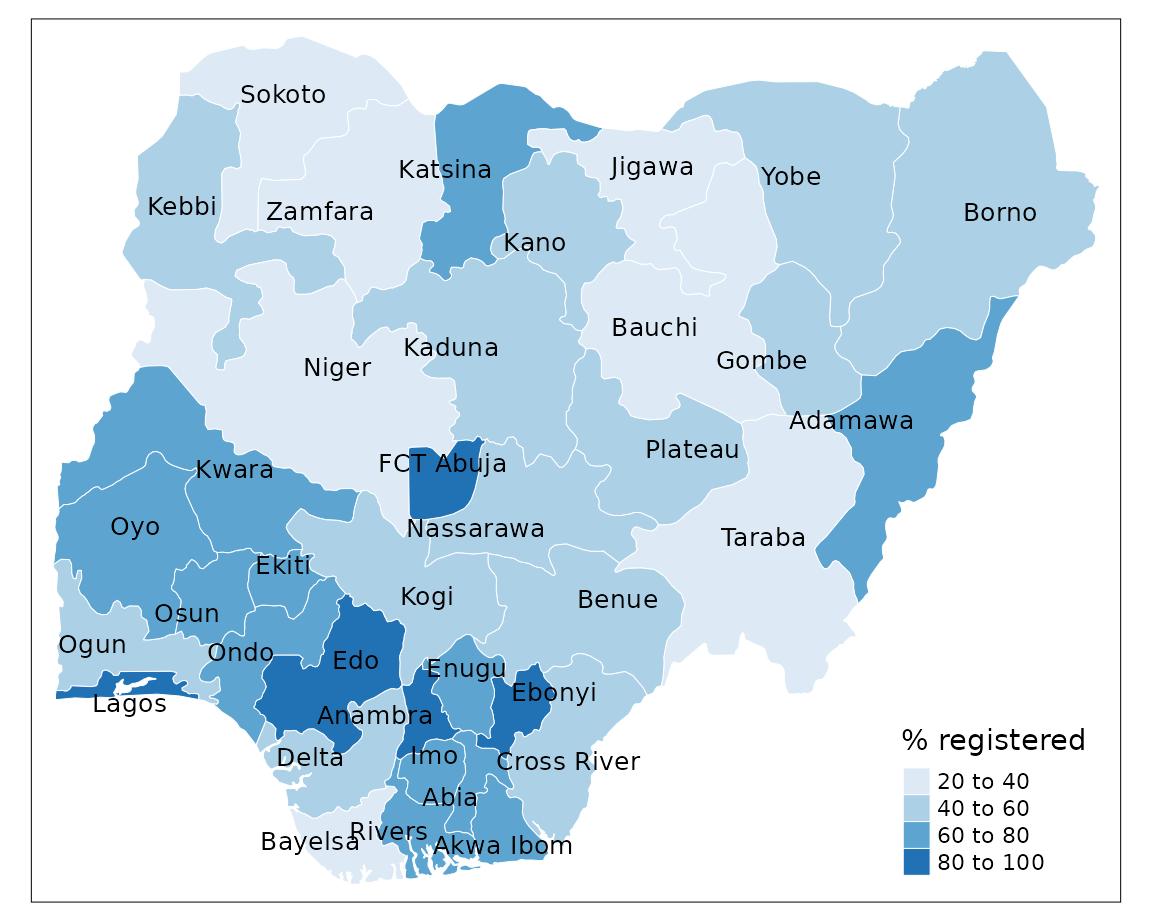 Sokoto
Katsina
Jigawa
Yobe
Kebbi
Zamfara
Borno
Kano
Bauchi
Kaduna
Gombe
Niger
Adamawa
Plateau
FCT Abuja
Kwara
Oyo
Nassarawa
Taraba
Ekiti
Kogi
Benue
Osun
Ogun
Ondo
Edo
Enugu
Ebonyi
Lagos
Anambra
Delta
Imo
Cross River
Abia
Bayelsa
Rivers
Akwa Ibom
% registered
20 to 40
40 to 60
60 to 80
80 to 100